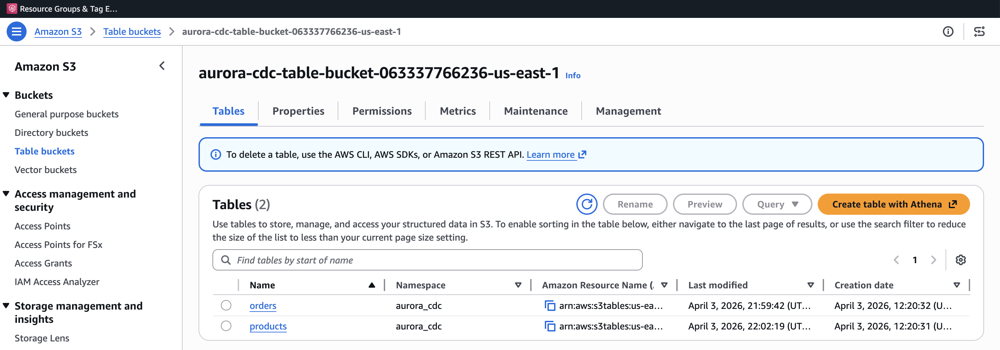 Resource Groups & Tag E...
Amazon S3 > Table buckets > aurora-cdc-table-bucket-063337766236-us-east-1
Amazon S3
Buckets
General purpose buckets
Directory buckets
Table buckets
Vector buckets
Access management and
security
Access Points
Access Points for FSx
Access Grants
IAM Access Analyzer
Storage management and
insights
Storage Lens
aurora-cdc-table-bucket-063337766236-us-east-1 Info
Tables Properties Permissions Metrics Maintenance Management
To delete a table, use the AWS CLI, AWS SDKs, or Amazon S3 REST API. Learn more
Tables (2) Rename Preview Query Create table with Athena
Use tables to store, manage, and access your structured data in S3. To enable sorting in the table below, either navigate to the last page of results, or use the search filter to reduce
the size of the list to less than your current page size setting.
Find tables by start of name 1
Name Namespace Amazon Resource Name (A Last modified Creation date
orders aurora_cdc arn:aws:s3tables:us-ea... April 3, 2026, 21:59:42 (UT... April 3, 2026, 12:20:32 (U...
products aurora_cdc arn:aws:s3tables:us-ea... April 3, 2026, 22:02:19 (UT... April 3, 2026, 12:20:31 (U...